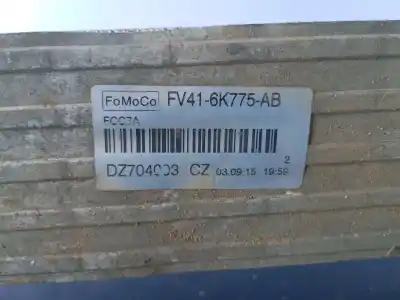 FoMoCo FV41-6K775-AB
FCC7A
2
DZ704003 CZ 03.09.15 19:59